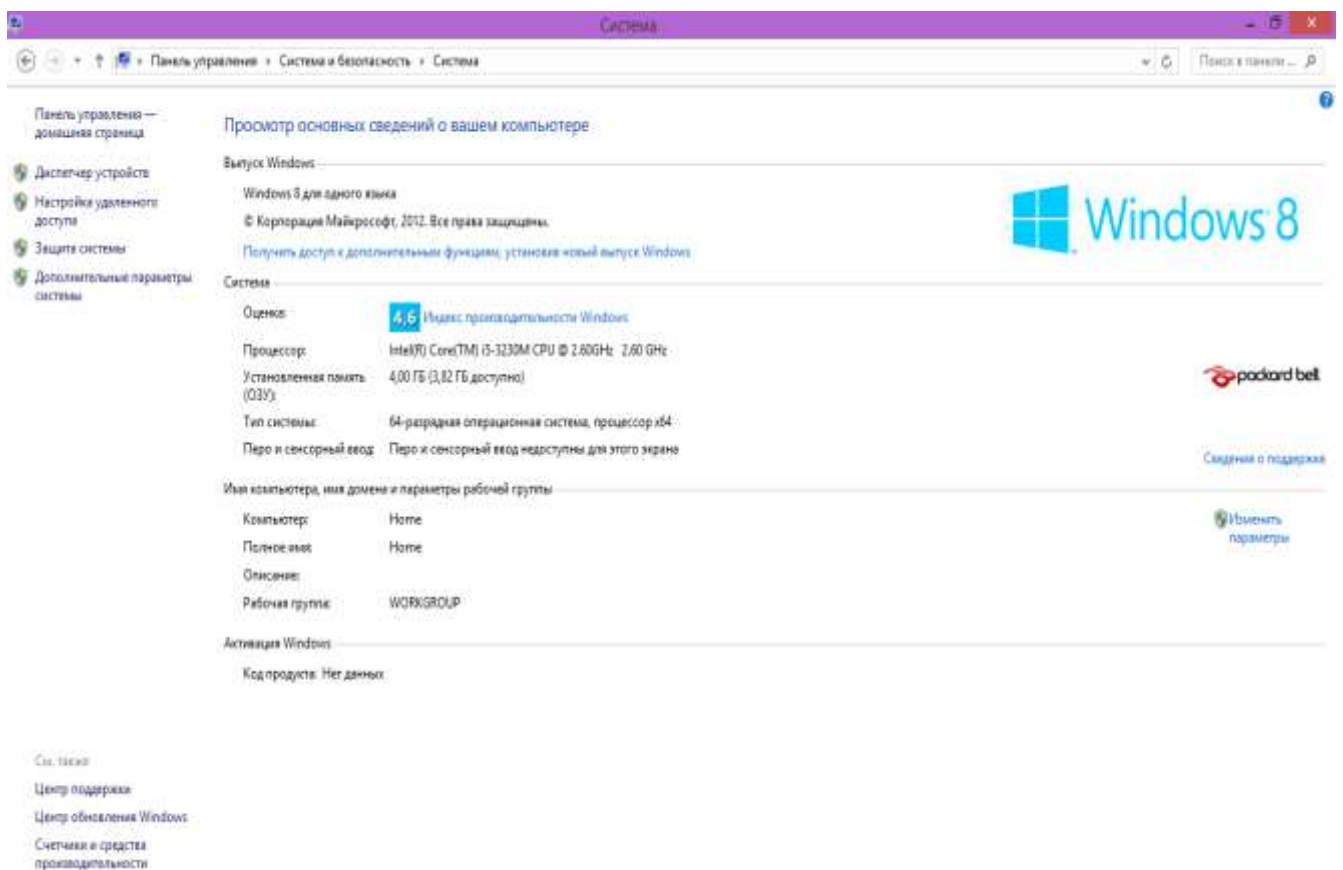 Система
Панель управления Система и безопасность Система
Поиск в панели ...
Панель управления —
домашняя страница
Диспетчер устройств
Настройка удаленного
доступа
Защита системы
Дополнительные параметры
системы
Просмотр основных сведений о вашем компьютере
Выпуск Windows
Windows 8 для одного языка
© Корпорация Майкрософт, 2012. Все права защищены.
Получить доступ к дополнительным функциям, установив новый выпуск Windows
Windows 8
Система
Оценка:
4,6 Индекс производительности Windows
Процессор:
Intel(R) Core(TM) i5-3230M CPU @ 2.60GHz 2.60 GHz
Установленная память
(ОЗУ):
4,00 ГБ (3,82 ГБ доступно)
Тип системы:
64-разрядная операционная система, процессор x64
Перо и сенсорный ввод:
Перо и сенсорный ввод недоступны для этого экрана
packard bell
Сведения о поддержке
Имя компьютера, имя домена и параметры рабочей группы
Компьютер:
Home
Полное имя:
Home
Описание:
Рабочая группа:
WORKGROUP
Изменить
параметры
Активация Windows
Код продукта: Нет данных
См. также
Центр поддержки
Центр обновления Windows
Счетчики и средства
производительности